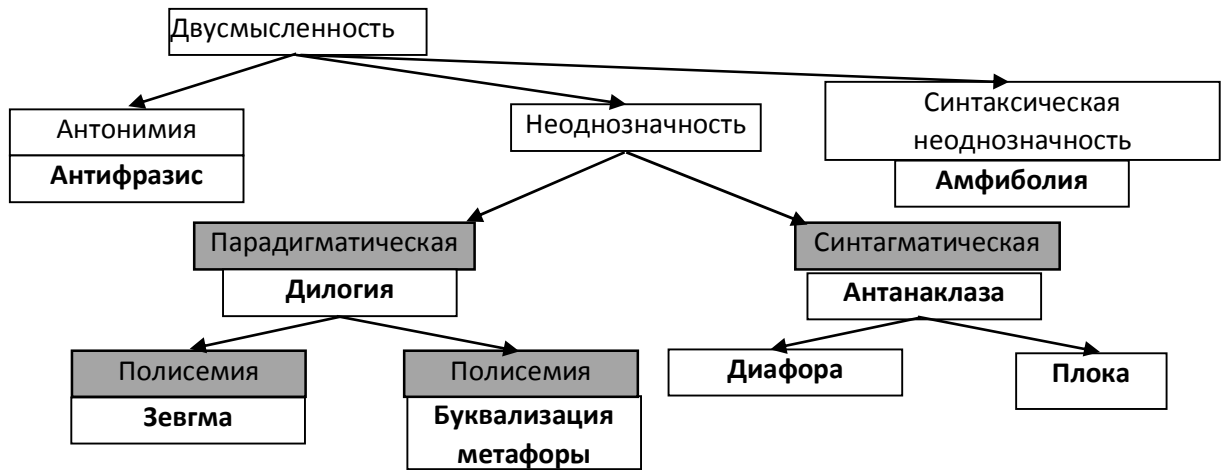 Двусмысленность
Антонимия
Антифразис
Неоднозначность
Синтаксическая
неоднозначность
Амфиболия
Парадигматическая
Дилогия
Синтагматическая
Антанаклаза
Полисемия
Зевгма
Полисемия
Буквализация
метафоры
Диафора
Плока